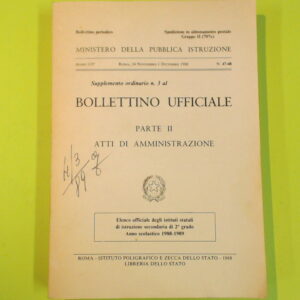 Bollettino periodico
Spedizione in abbonamento postale
Gruppo II (70%)
MINISTERO DELLA PUBBLICA ISTRUZIONE
ROMA, 24 NOVEMBRE-1 DICEMBRE 1988
N. 47-48
Supplemento ordinario n. 3 al
BOLLETTINO UFFICIALE
PARTE II
ATTI DI AMMINISTRAZIONE
Elenco ufficiale degli istituti statali
di istruzione secondaria di 2º grado
Anno scolastico 1988-1989
ROMA - ISTITUTO POLIGRAFICO E ZECCA DELLO STATO - 1988
LIBRERIA DELLO STATO